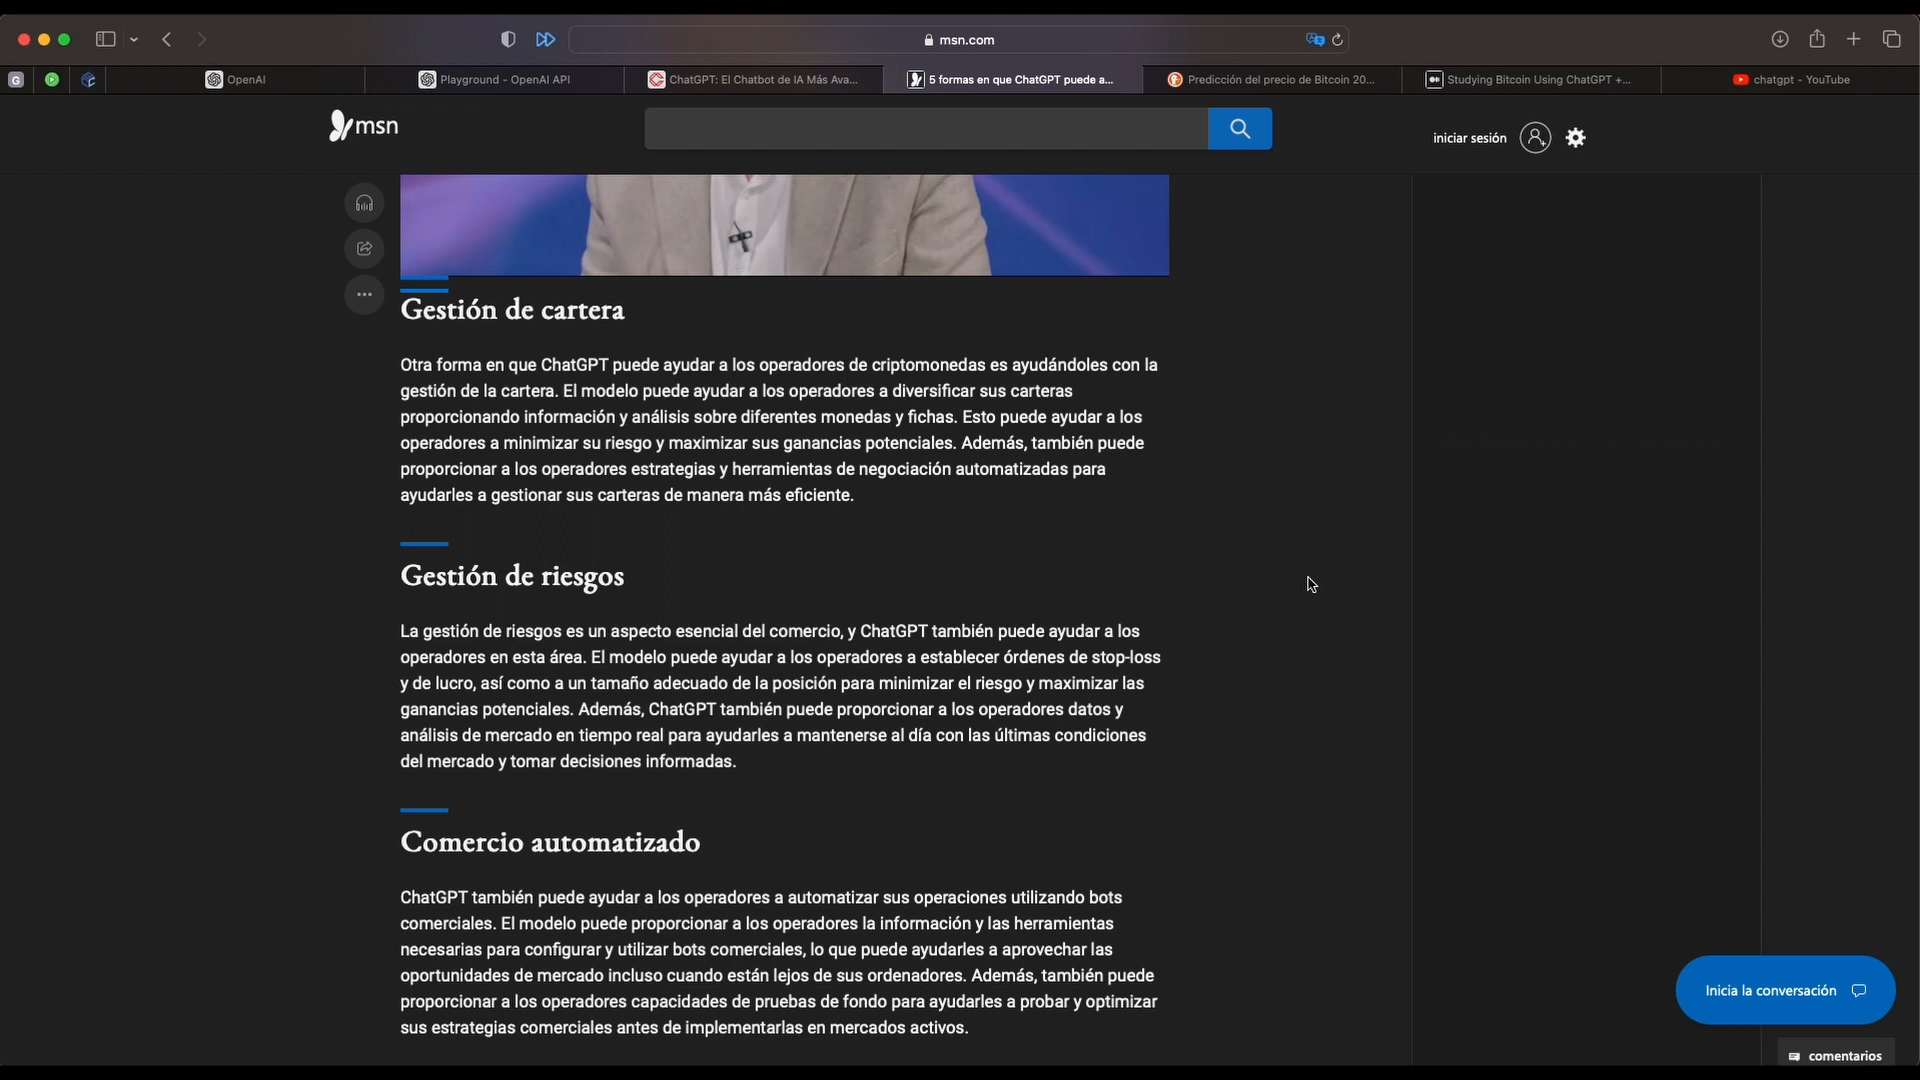 msn.com
G
OpenAI
Playground - OpenAI API
ChatGPT: El Chatbot de IA Más Ava...
5 formas en que ChatGPT puede a...
Predicción del precio de Bitcoin 20...
Studying Bitcoin Using ChatGPT +...
chatgpt - YouTube
msn
iniciar sesión
Gestión de cartera
Otra forma en que ChatGPT puede ayudar a los operadores de criptomonedas es ayudándoles con la
gestión de la cartera. El modelo puede ayudar a los operadores a diversificar sus carteras
proporcionando información y análisis sobre diferentes monedas y fichas. Esto puede ayudar a los
operadores a minimizar su riesgo y maximizar sus ganancias potenciales. Además, también puede
proporcionar a los operadores estrategias y herramientas de negociación automatizadas para
ayudarles a gestionar sus carteras de manera más eficiente.
Gestión de riesgos
La gestión de riesgos es un aspecto esencial del comercio, y ChatGPT también puede ayudar a los
operadores en esta área. El modelo puede ayudar a los operadores a establecer órdenes de stop-loss
y de lucro, así como a un tamaño adecuado de la posición para minimizar el riesgo y maximizar las
ganancias potenciales. Además, ChatGPT también puede proporcionar a los operadores datos y
análisis de mercado en tiempo real para ayudarles a mantenerse al día con las últimas condiciones
del mercado y tomar decisiones informadas.
Comercio automatizado
ChatGPT también puede ayudar a los operadores a automatizar sus operaciones utilizando bots
comerciales. El modelo puede proporcionar a los operadores la información y las herramientas
necesarias para configurar y utilizar bots comerciales, lo que puede ayudarles a aprovechar las
oportunidades de mercado incluso cuando están lejos de sus ordenadores. Además, también puede
proporcionar a los operadores capacidades de pruebas de fondo para ayudarles a probar y optimizar
sus estrategias comerciales antes de implementarlas en mercados activos.
Inicia la conversación
comentarios